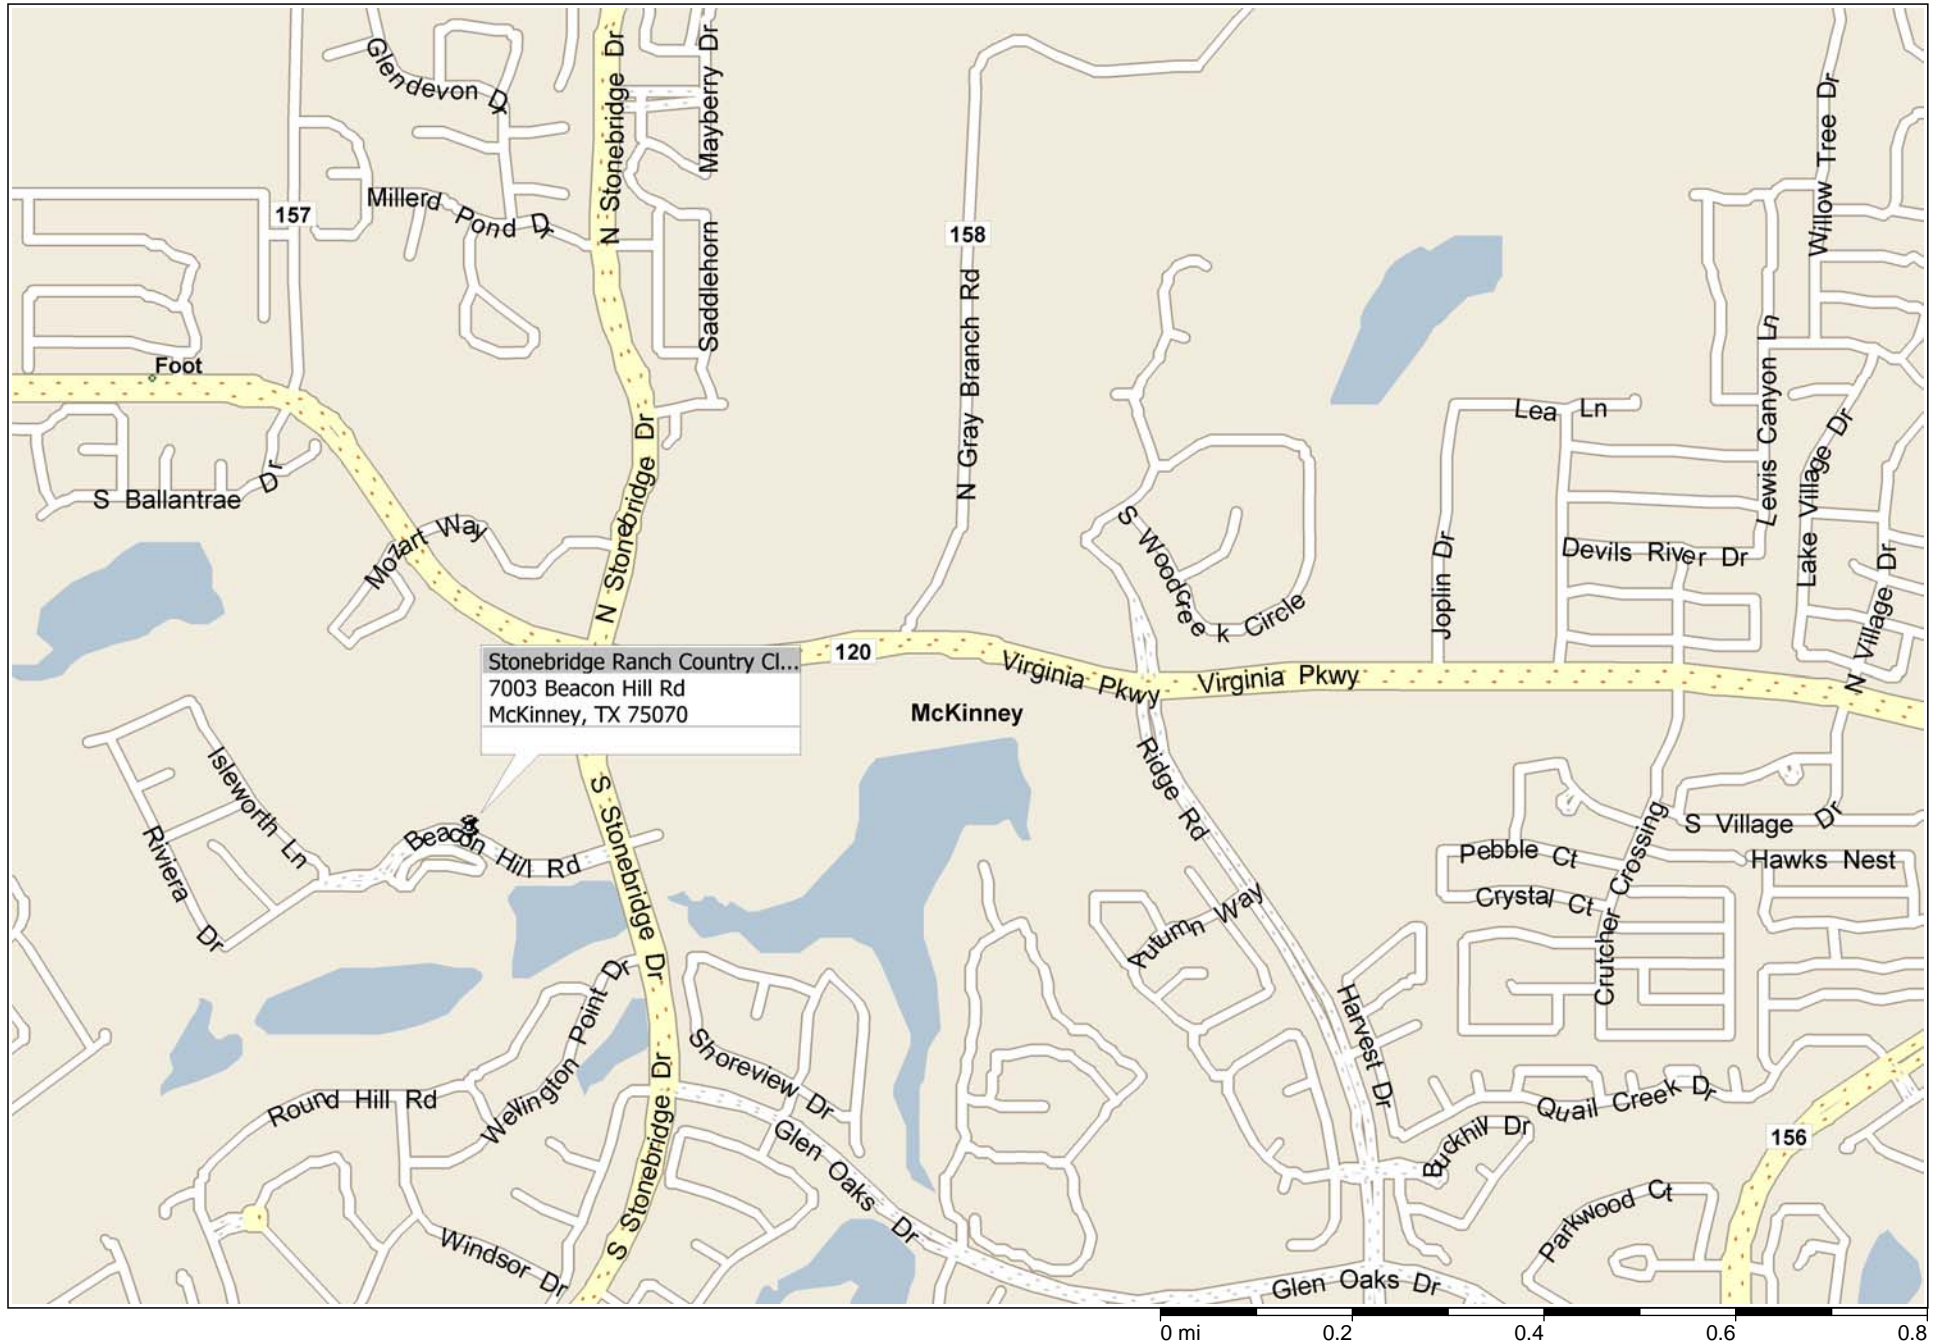 Glendevon Dr
N Stonebridge Dr
Mayberry Dr
Willow Tree Dr
Millerd Pond Dr
157
158
Saddlehorn
N Gray Branch Rd
Foot
Lea Ln
Lewis Canyon Ln
Lake Village Dr
N Stonebridge Dr
S Ballantrae Dr
Mozart Way
S Woodcreek Circle
Joplin Dr
Devils River Dr
N Village Dr
Stonebridge Ranch Country Cl...
7003 Beacon Hill Rd
McKinney, TX 75070
120
Virginia Pkwy
Virginia Pkwy
McKinney
Isleworth Ln
Riviera Dr
Beacon Hill Rd
S Stonebridge Dr
Ridge Rd
S Village Dr
Pebble Ct
Hawks Nest
Crystal Ct
Crutcher Crossing
Autumn Way
Wellington Point Dr
Shoreview Dr
Harvest Dr
Round Hill Rd
Quail Creek Dr
Buckhill Dr
156
Glen Oaks Dr
S Stonebridge Dr
Parkwood Ct
Windsor Dr
Glen Oaks Dr
0 mi 0.2 0.4 0.6 0.8